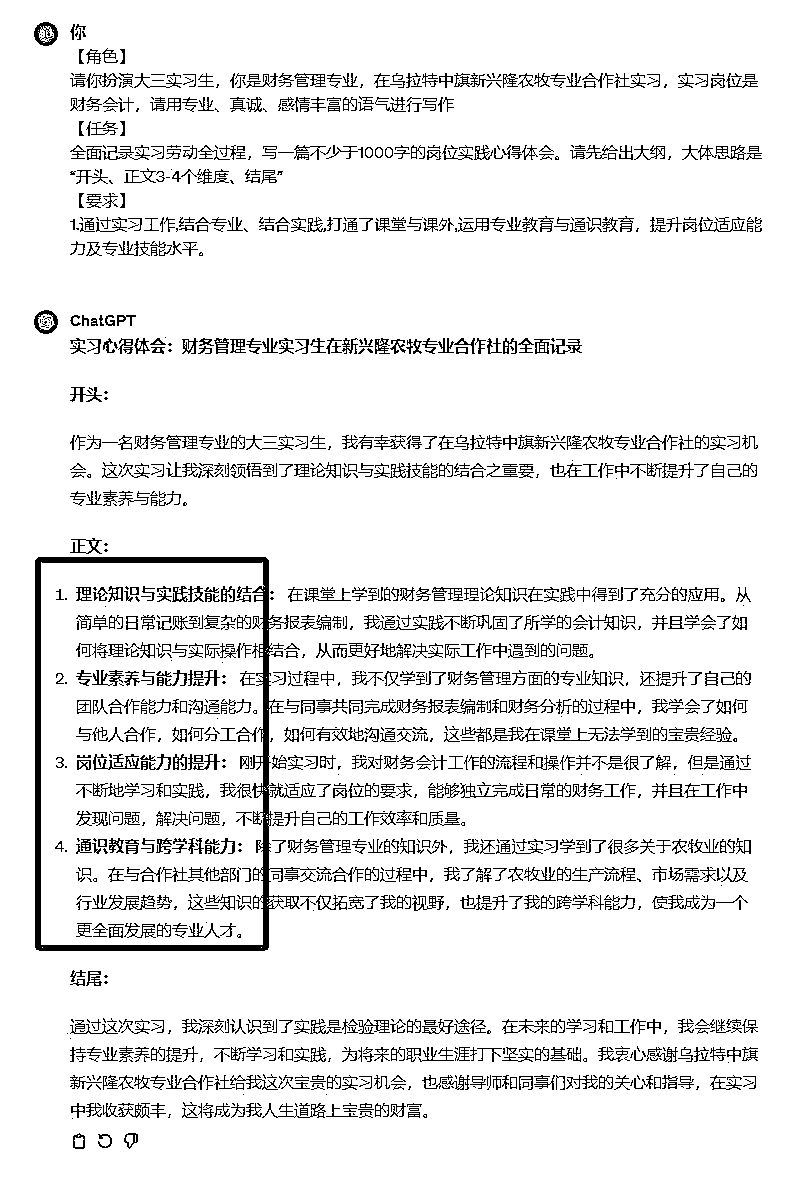 你
【角色】
请你扮演大三实习生，你是财务管理专业，在乌拉特中旗新兴隆农牧专业合作社实习，实习岗位是
财务会计，请用专业、真诚、感情丰富的语气进行写作
【任务】
全面记录实习劳动全过程，写一篇不少于1000字的岗位实践心得体会。请先给出大纲，大体思路是
“开头、正文3-4个维度、结尾”
【要求】
1.通过实习工作,结合专业、结合实践,打通了课堂与课外,运用专业教育与通识教育，提升岗位适应能
力及专业技能水平。
ChatGPT
实习心得体会：财务管理专业实习生在新兴隆农牧专业合作社的全面记录
开头：
作为一名财务管理专业的大三实习生，我有幸获得了在乌拉特中旗新兴隆农牧专业合作社的实习机
会。这次实习让我深刻领悟到了理论知识与实践技能的结合之重要，也在工作中不断提升了自己的
专业素养与能力。
正文：
1. 理论知识与实践技能的结合：在课堂上学到的财务管理理论知识在实践中得到了充分的应用。从
简单的日常记账到复杂的财务报表编制，我通过实践不断巩固了所学的会计知识，并且学会了如
何将理论知识与实际操作相结合，从而更好地解决实际工作中遇到的问题。
2. 专业素养与能力提升：在实习过程中，我不仅学到了财务管理方面的专业知识，还提升了自己的
团队合作能力和沟通能力。在与同事共同完成财务报表编制和财务分析的过程中，我学会了如何
与他人合作，如何分工合作，如何有效地沟通交流，这些都是我在课堂上无法学到的宝贵经验。
3. 岗位适应能力的提升：刚开始实习时，我对财务会计工作的流程和操作并不是很了解，但是通过
不断地学习和实践，我很快就适应了岗位的要求，能够独立完成日常的财务工作，并且在工作中
发现问题，解决问题，不断提升自己的工作效率和质量。
4. 通识教育与跨学科能力：除了财务管理专业的知识外，我还通过实习学到了很多关于农牧业的知
识。在与合作社其他部门的同事交流合作的过程中，我了解了农牧业的生产流程、市场需求以及
行业发展趋势，这些知识的获取不仅拓宽了我的视野，也提升了我的跨学科能力，使我成为一个
更全面发展的专业人才。
结尾：
通过这次实习，我深刻认识到了实践是检验理论的最好途径。在未来的学习和工作中，我会继续保
持专业素养的提升，不断学习和实践，为将来的职业生涯打下坚实的基础。我衷心感谢乌拉特中旗
新兴隆农牧专业合作社给我这次宝贵的实习机会，也感谢导师和同事们对我的关心和指导，在实习
中我收获颇丰，这将成为我人生道路上宝贵的财富。